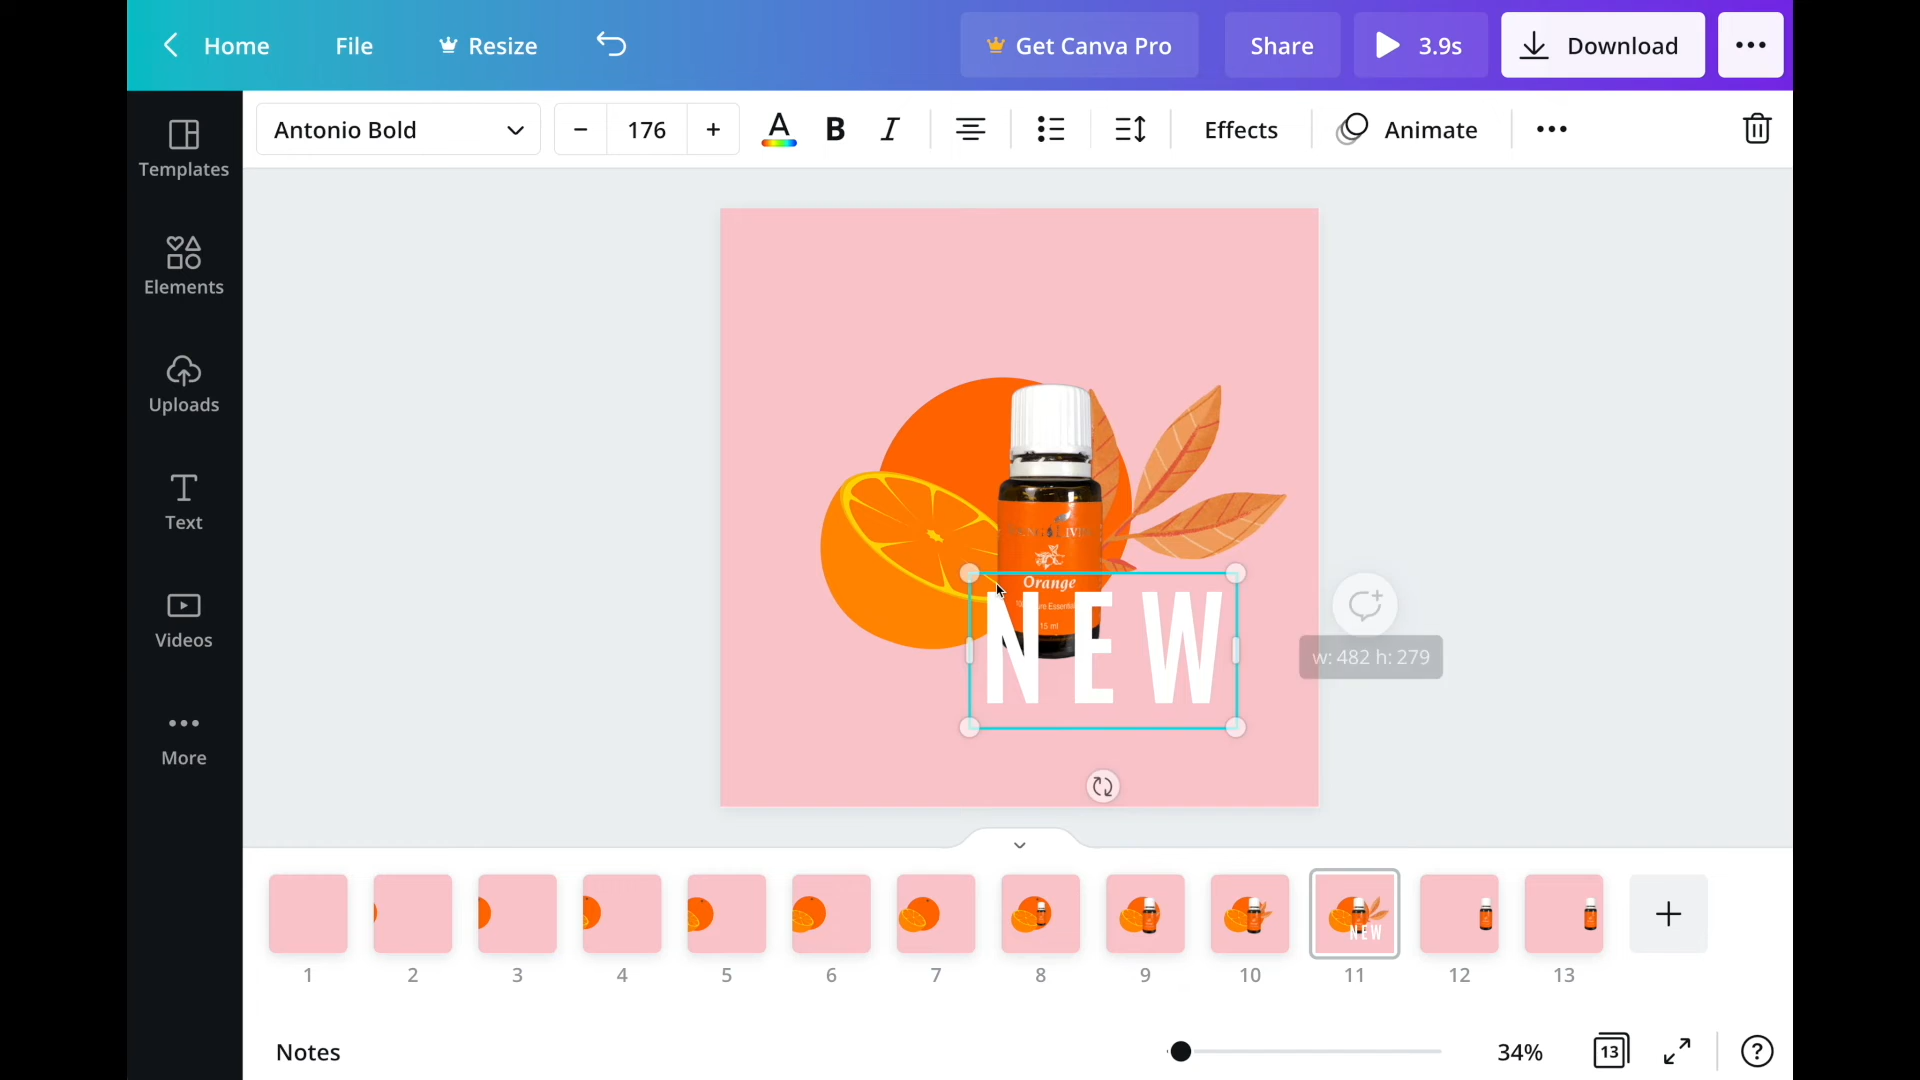 Home
File
Resize
Get Canva Pro
Share
3.9s
Download
Antonio Bold
176
A
B
I
Effects
Animate
Templates
Elements
Uploads
T
Text
Videos
More
Orange
15 ml
N E W
w: 482 h: 279
N E W
1
2
3
4
5
6
7
8
9
10
11
12
13
Notes
34%
13
?